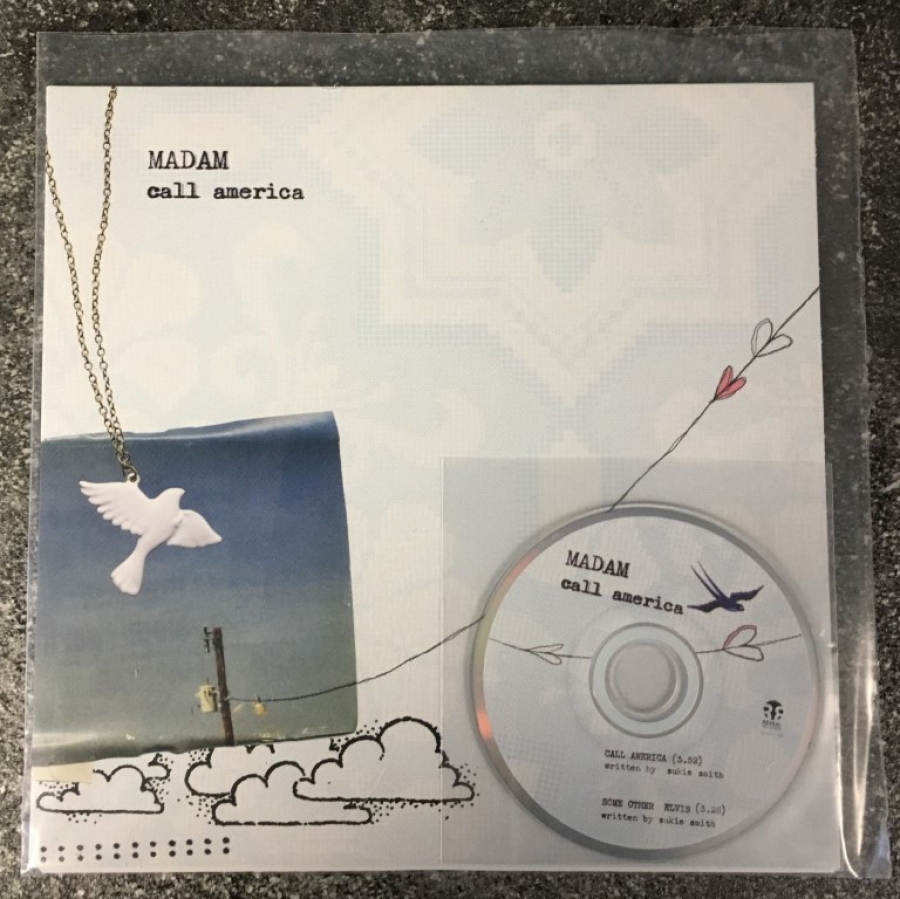 MADAM
call america
MADAM
call america
CALL AMERICA (3.52)
written by sukie smith
SOME OTHER ELVIS (3.28)
written by sukie smith